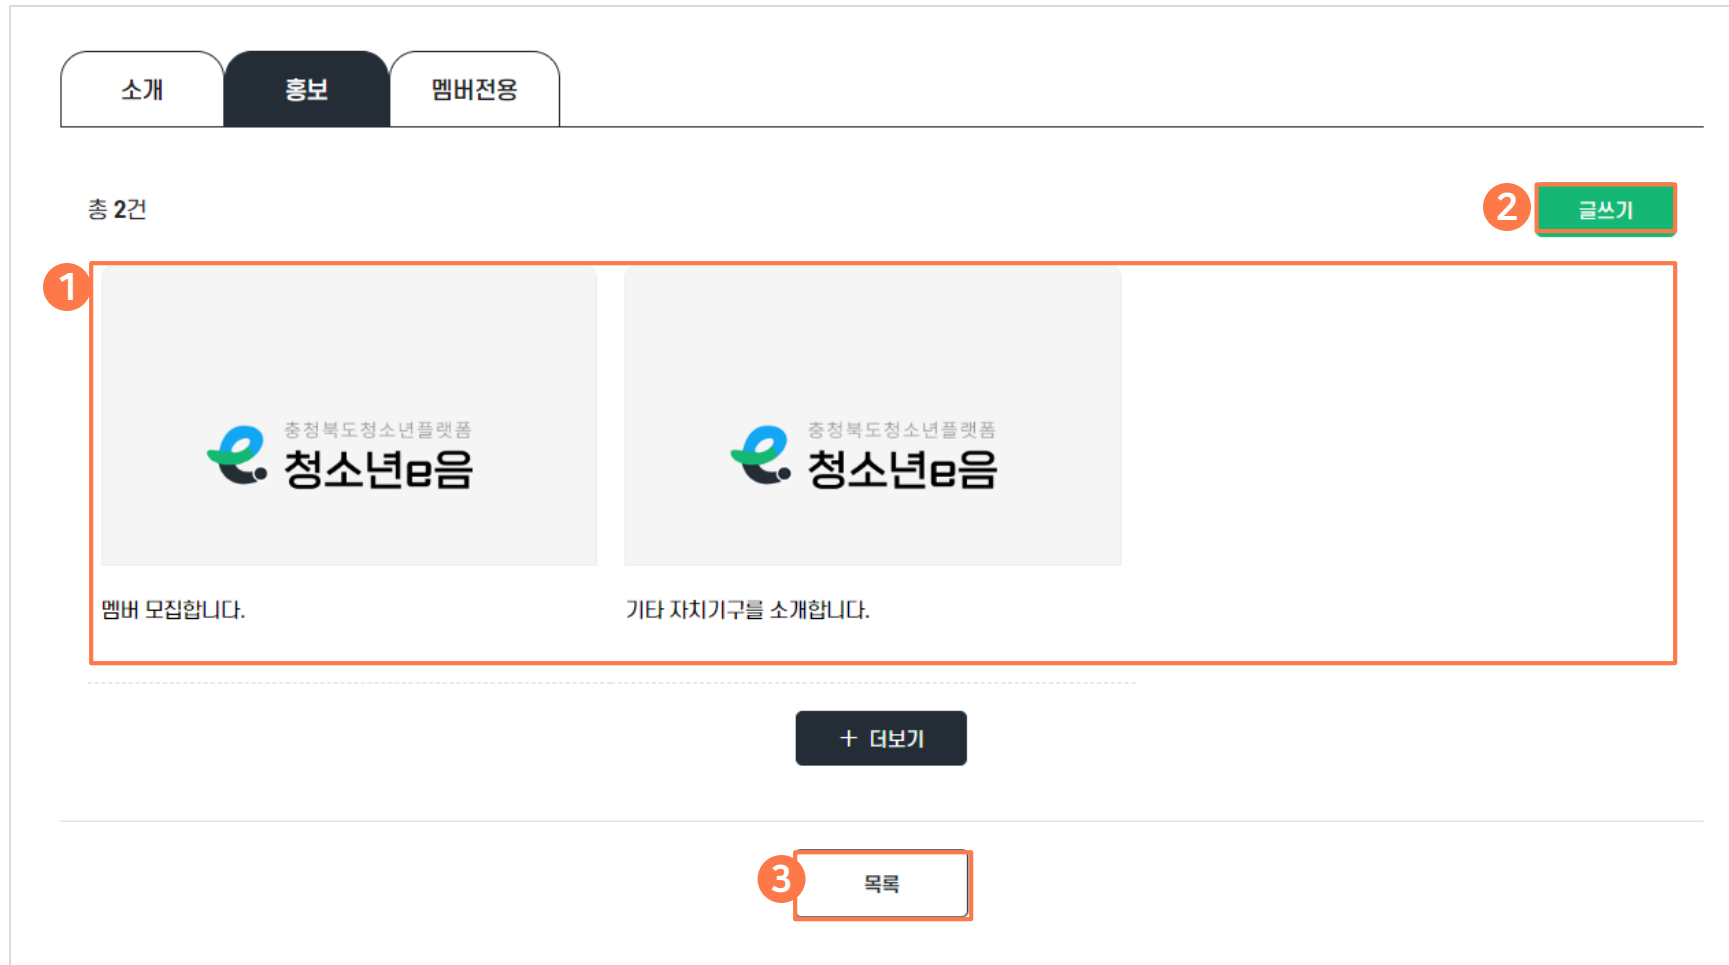 소개
홍보
멤버전용
총 2건
2
글쓰기
1
충청북도청소년플랫폼
청소년e음
충청북도청소년플랫폼
청소년e음
멤버 모집합니다.
기타 자치기구를 소개합니다.
+ 더보기
3
목록